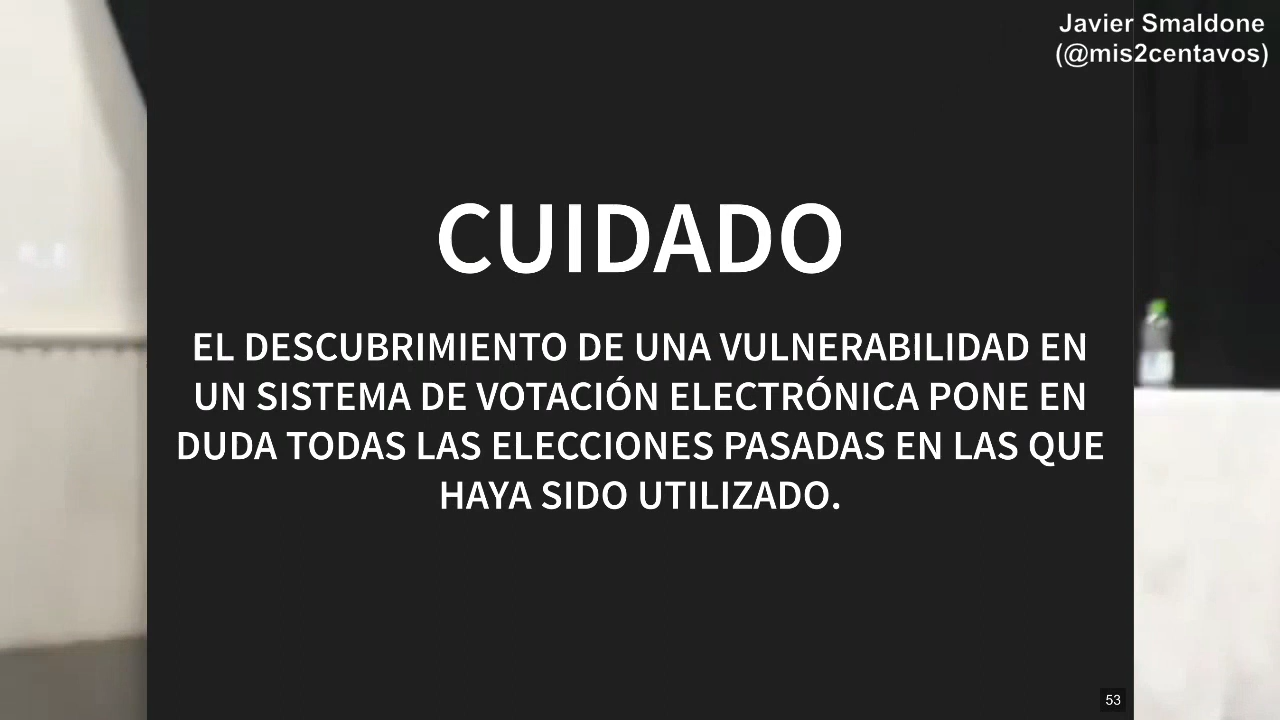 Javier Smaldone
(@mis2centavos)
CUIDADO
EL DESCUBRIMIENTO DE UNA VULNERABILIDAD EN
UN SISTEMA DE VOTACIÓN ELECTRÓNICA PONE EN
DUDA TODAS LAS ELECCIONES PASADAS EN LAS QUE
HAYA SIDO UTILIZADO.
53